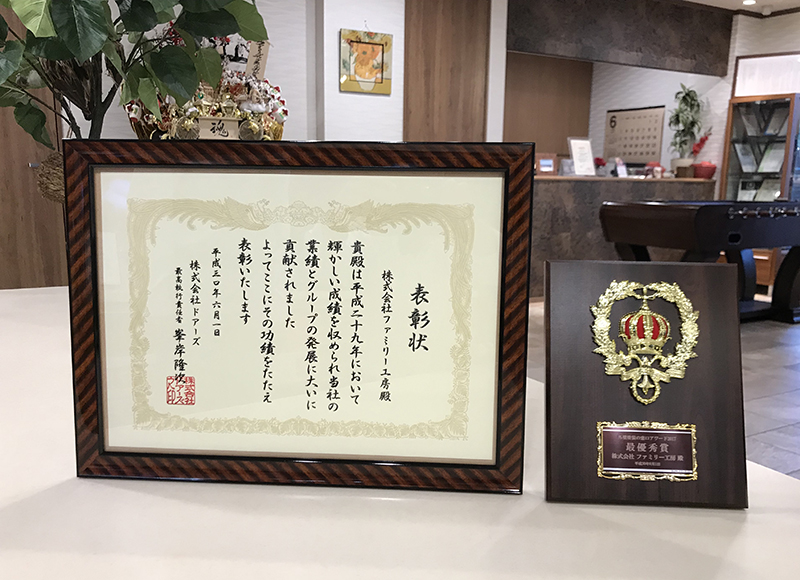 表彰状
株式会社ファミリー工房殿
貴殿は平成二十九年において
輝かしい成績を収められ当社の
業績とグループの発展に大いに
貢献されました
よってここにその功績をたたえ
表彰いたします
平成三〇年六月一日
株式会社ドアーズ
最高執行責任者 峯岸隆
最優秀賞
株式会社 ファミリー工房 殿
魂
6